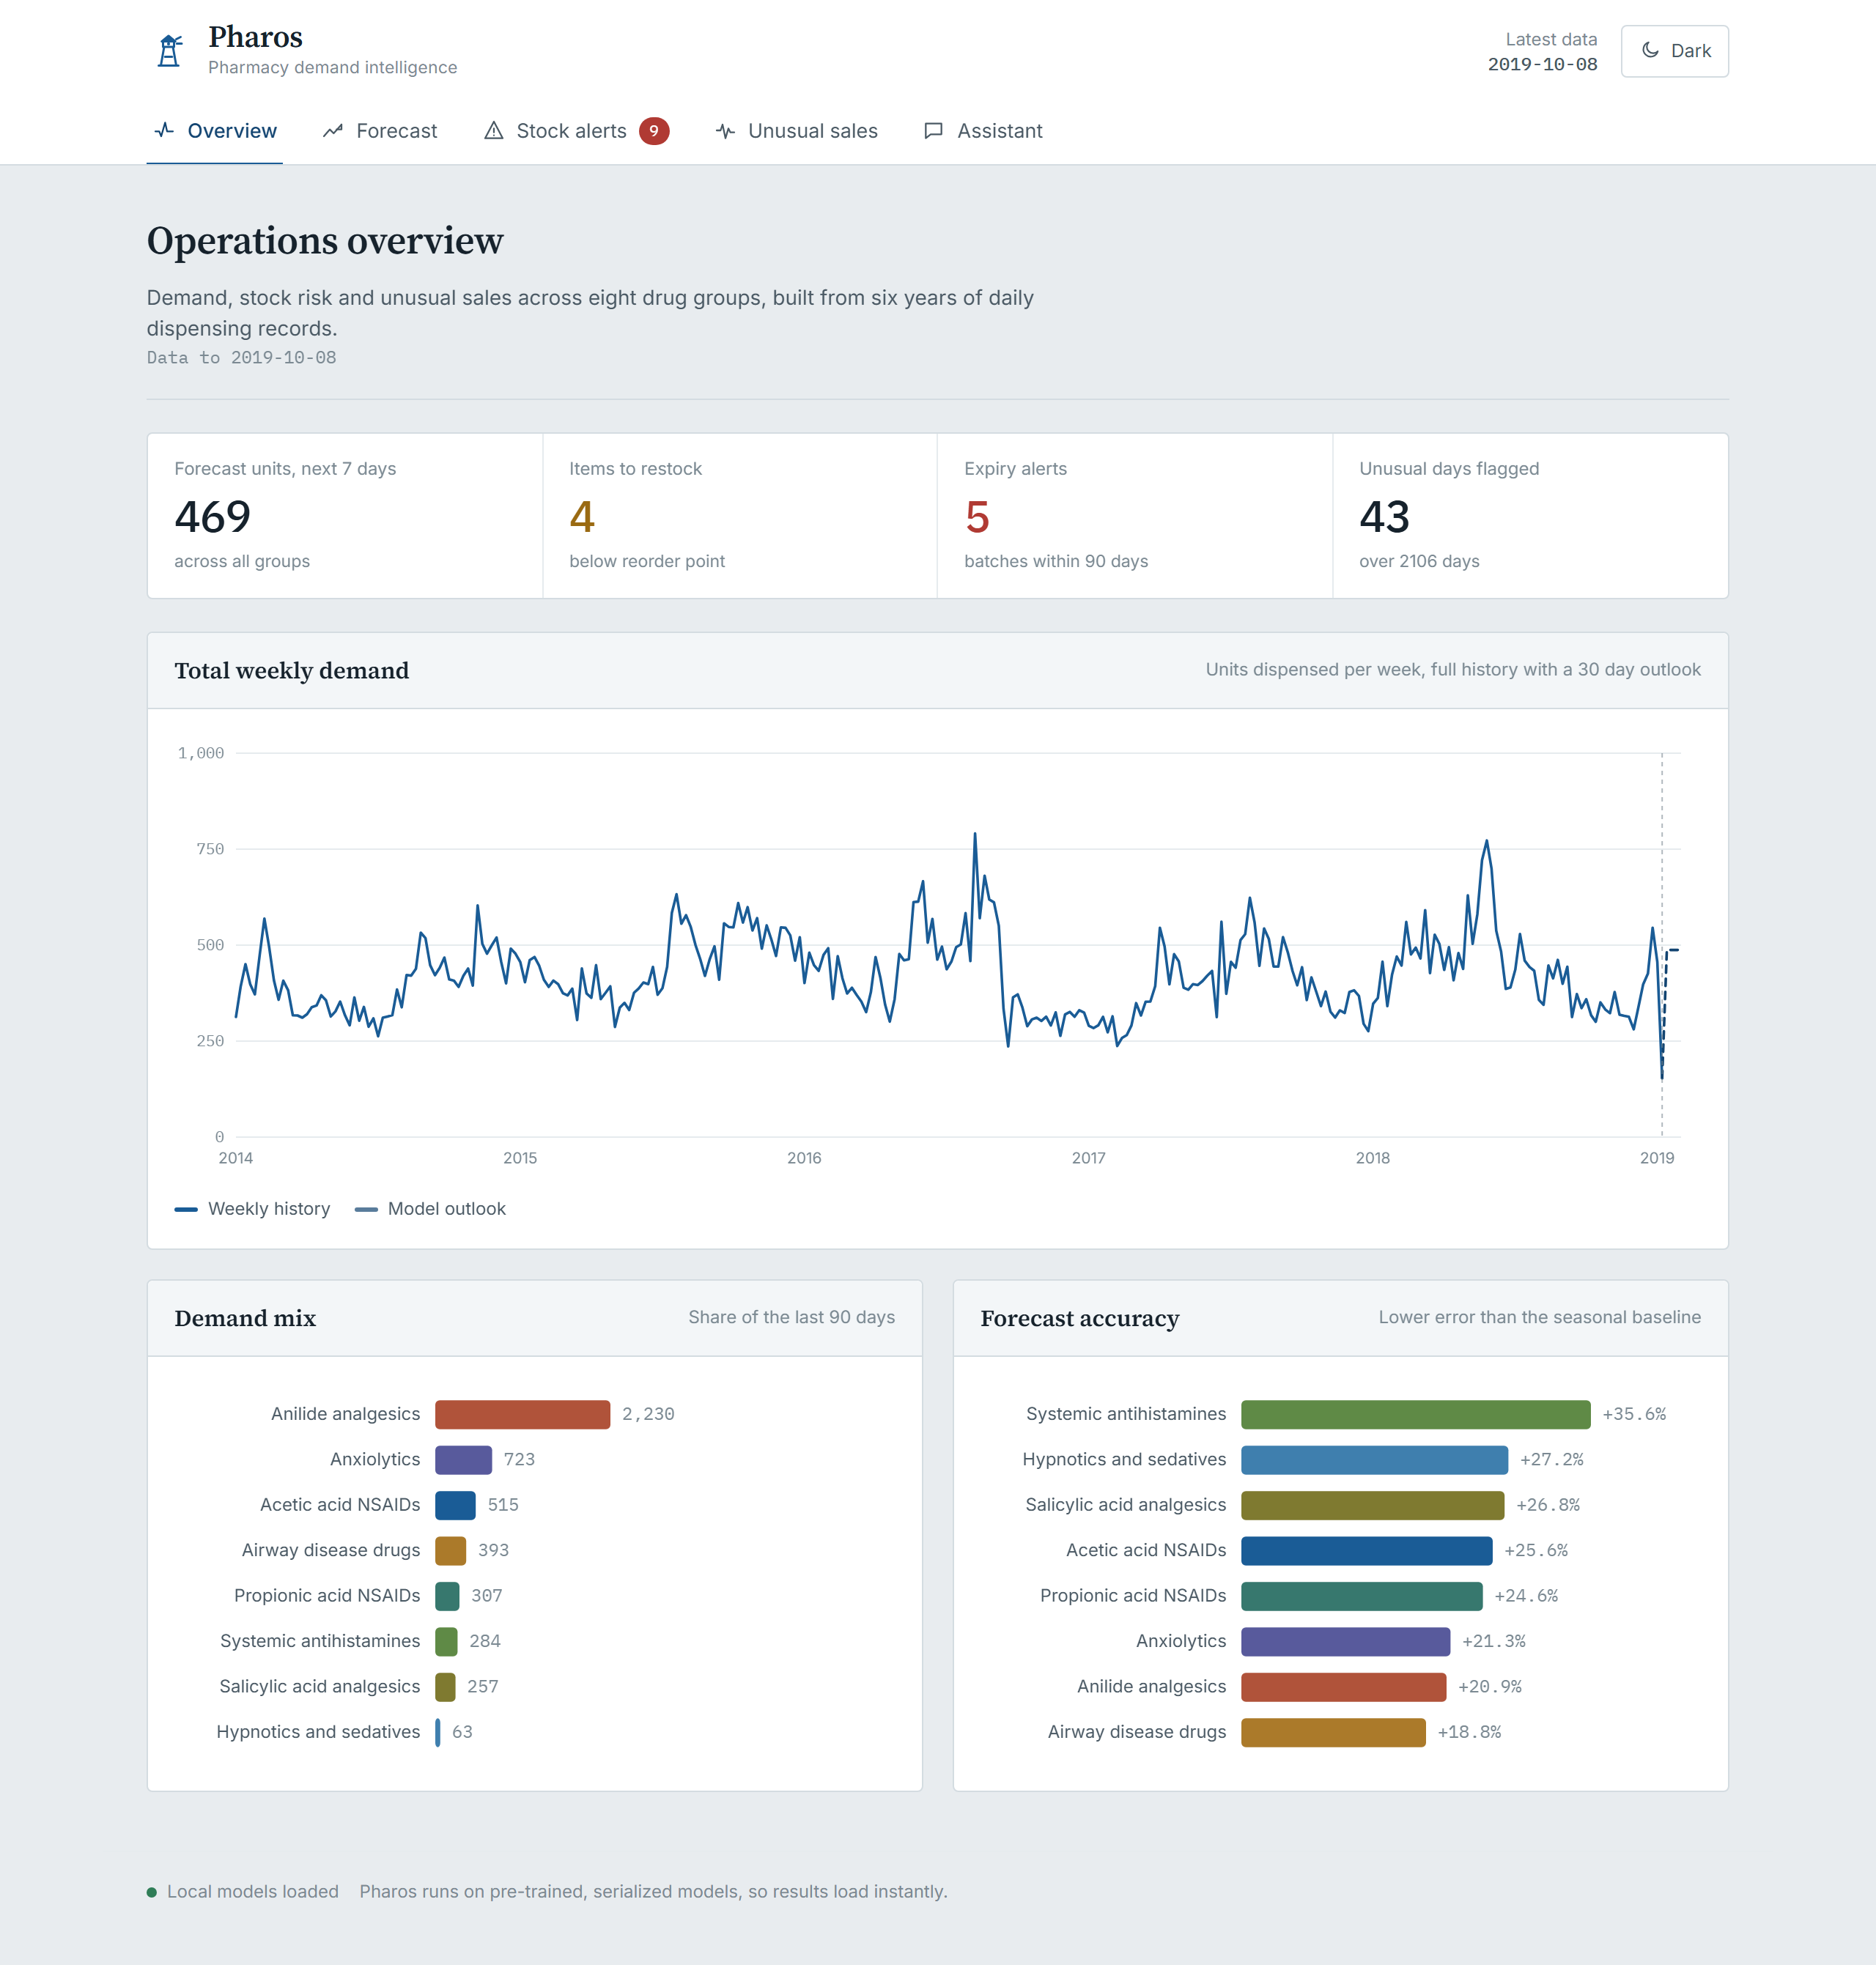 Pharos
Pharmacy demand intelligence
Latest data
2019-10-08
Dark
Overview
Forecast
Stock alerts
9
Unusual sales
Assistant
Operations overview
Demand, stock risk and unusual sales across eight drug groups, built from six years of daily
dispensing records.
Data to 2019-10-08
Forecast units, next 7 days
469
across all groups
Items to restock
4
below reorder point
Expiry alerts
5
batches within 90 days
Unusual days flagged
43
over 2106 days
Total weekly demand
Units dispensed per week, full history with a 30 day outlook
1,000
750
500
250
0
2014
2015
2016
2017
2018
2019
Weekly history
Model outlook
Demand mix
Share of the last 90 days
Anilide analgesics 2,230
Anxiolytics 723
Acetic acid NSAIDs 515
Airway disease drugs 393
Propionic acid NSAIDs 307
Systemic antihistamines 284
Salicylic acid analgesics 257
Hypnotics and sedatives 63
Forecast accuracy
Lower error than the seasonal baseline
Systemic antihistamines +35.6%
Hypnotics and sedatives +27.2%
Salicylic acid analgesics +26.8%
Acetic acid NSAIDs +25.6%
Propionic acid NSAIDs +24.6%
Anxiolytics +21.3%
Anilide analgesics +20.9%
Airway disease drugs +18.8%
Local models loaded
Pharos runs on pre-trained, serialized models, so results load instantly.